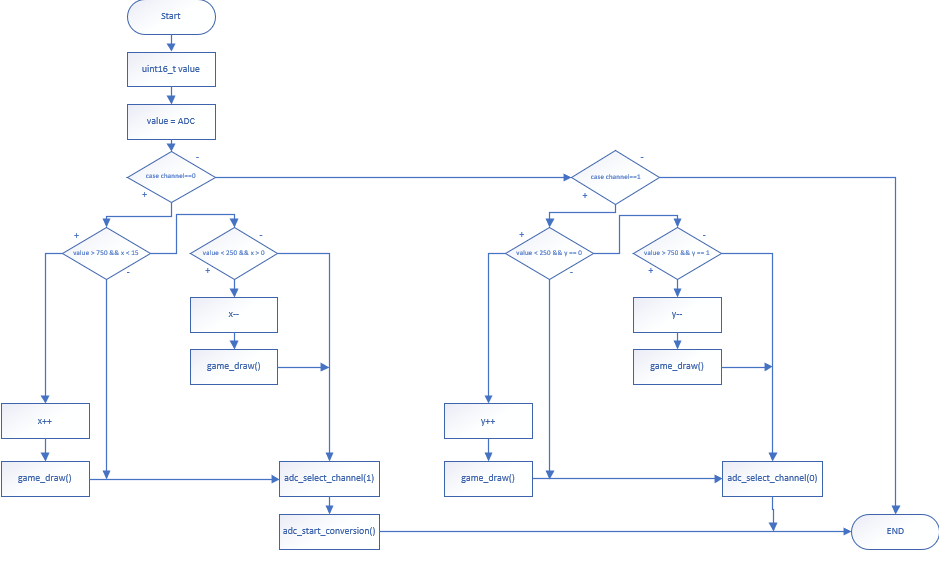 Start
uint16_t value
value = ADC
-
case channel==0
+
-
case channel==1
+
+
value > 750 && x < 15
-
-
value < 250 && x > 0
+
+
value < 250 && y == 0
-
-
value > 750 && y == 1
+
x--
y--
game_draw()
game_draw()
x++
y++
game_draw()
adc_select_channel(1)
game_draw()
adc_select_channel(0)
adc_start_conversion()
END